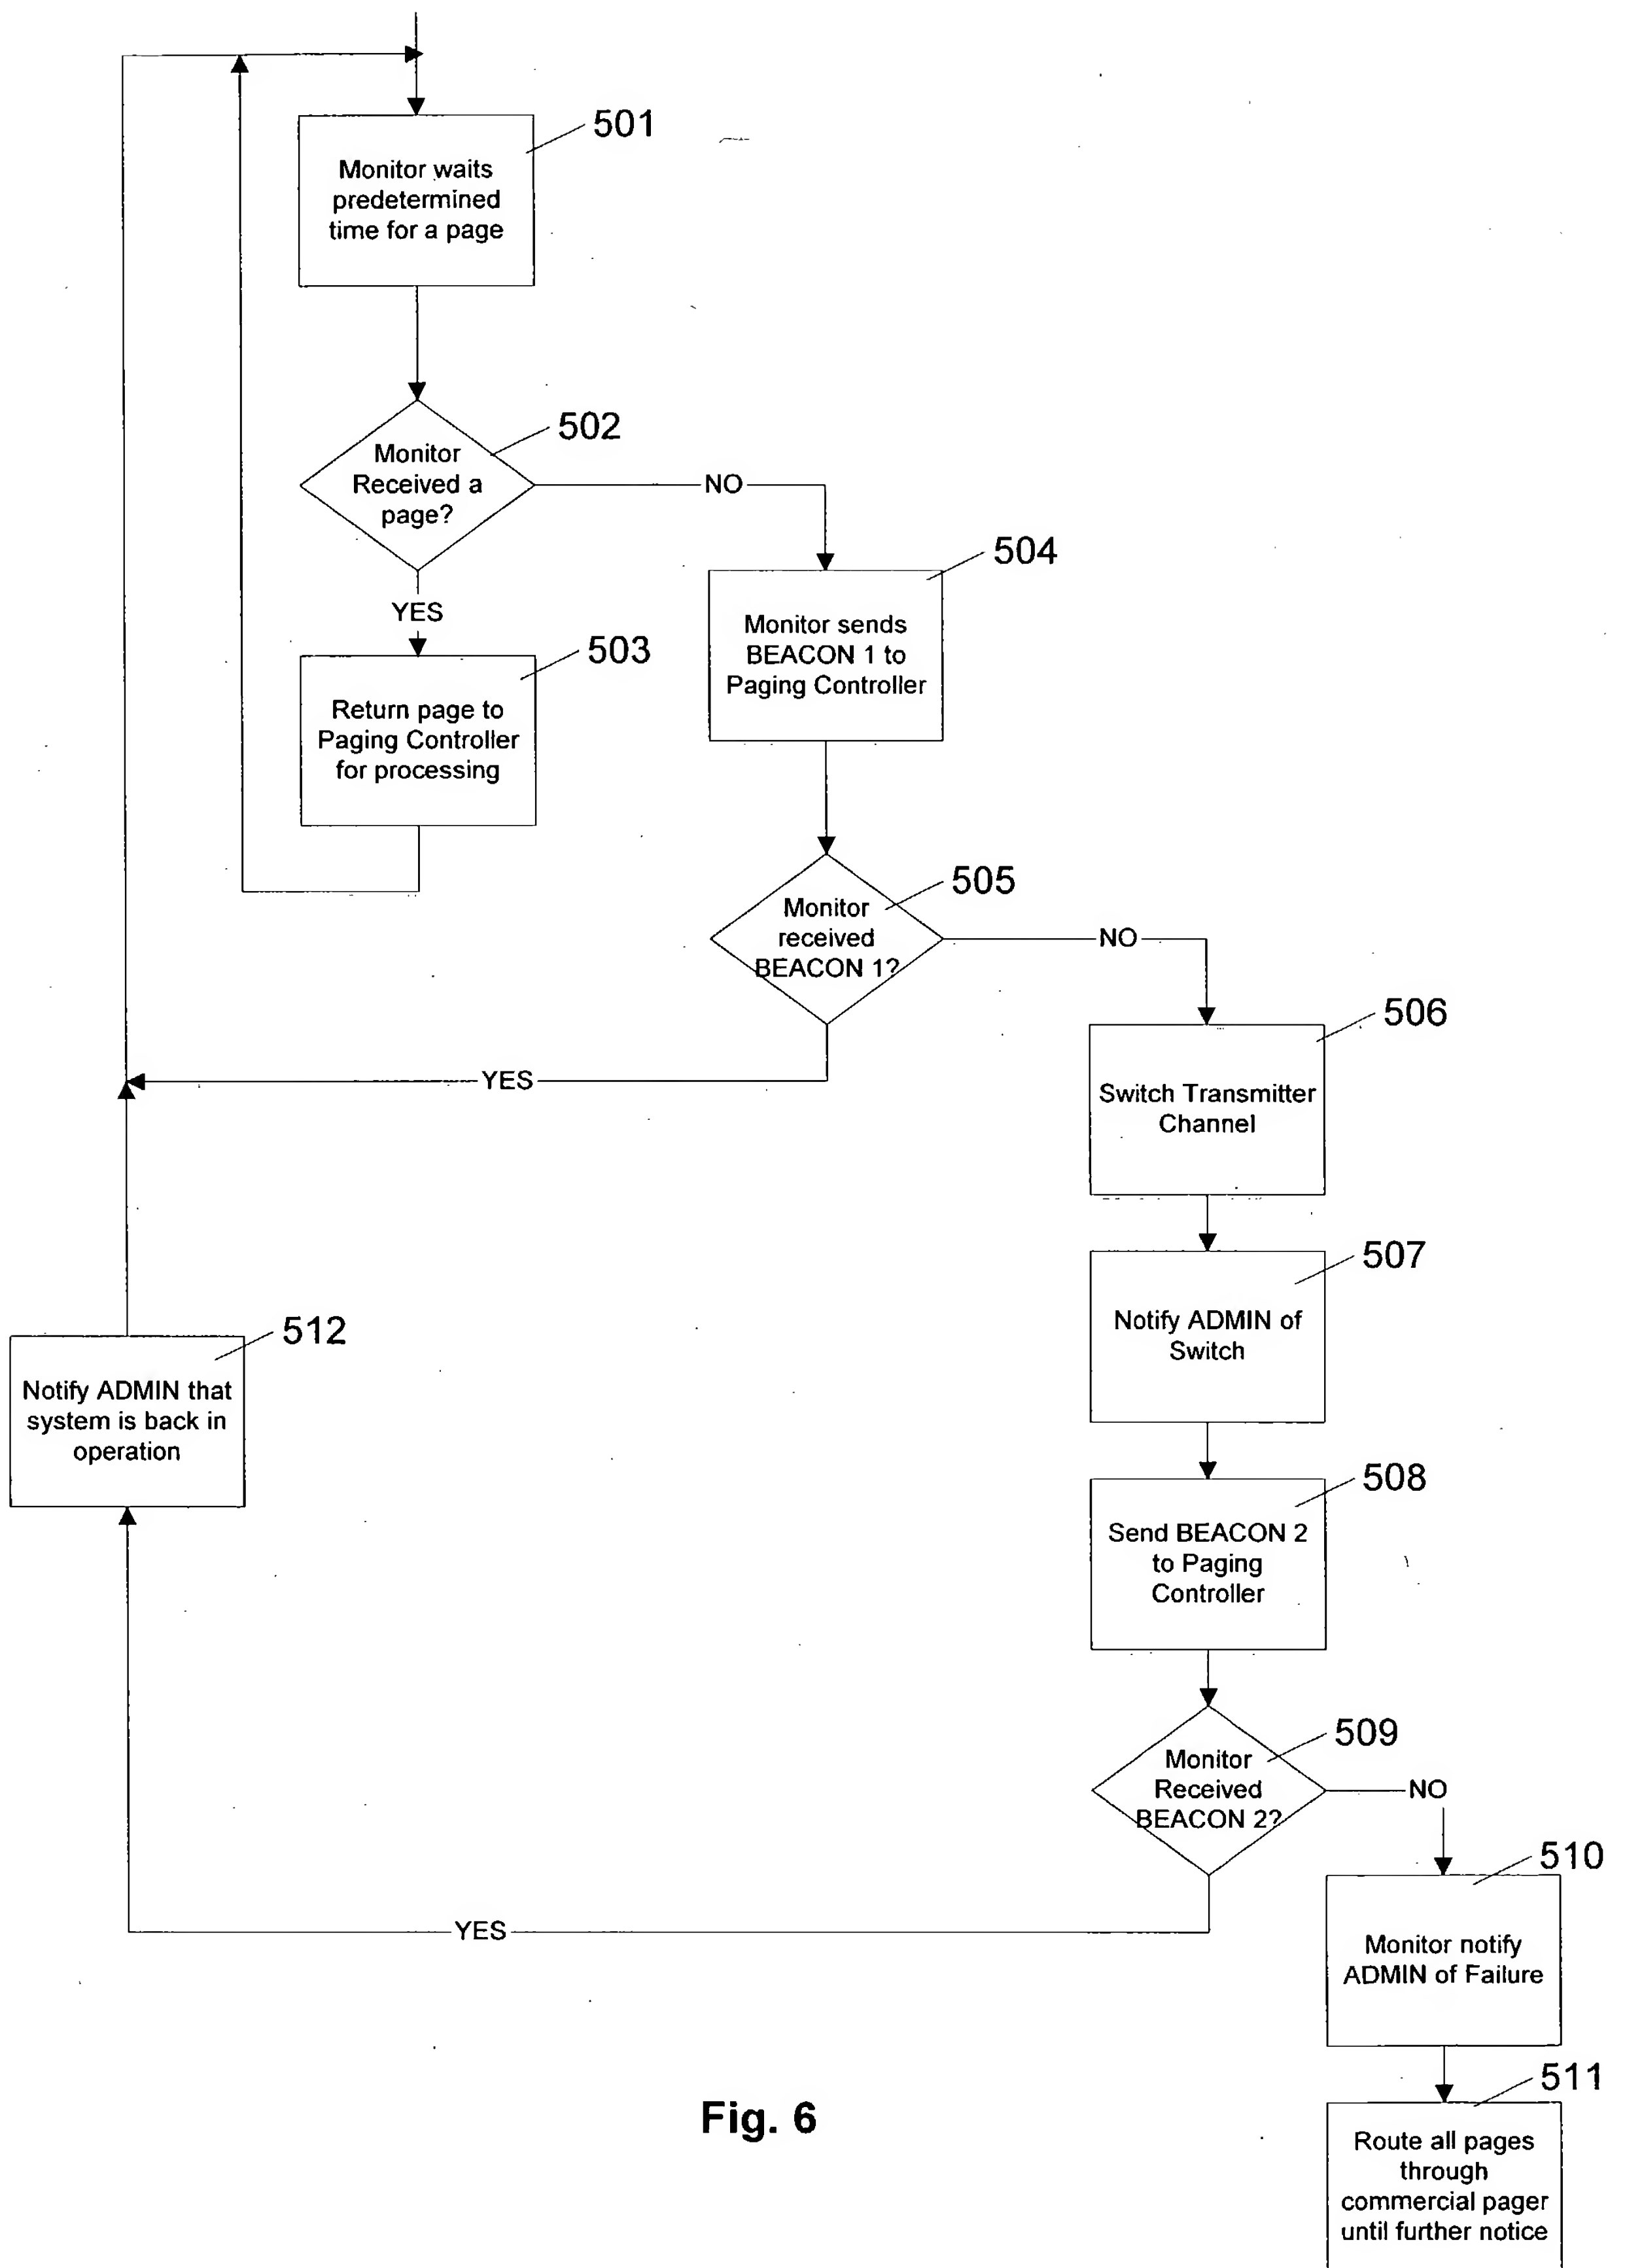 501
Monitor waits
predetermined
time for a page
502
Monitor
Received a
page?
NO
504
YES
Monitor sends
BEACON 1 to
Paging Controller
503
Return page to
Paging Controller
for processing
505
Monitor
received
BEACON 1?
NO
506
YES
Switch Transmitter
Channel
507
Notify ADMIN of
Switch
512
Notify ADMIN that
system is back in
operation
508
Send BEACON 2
to Paging
Controller
509
Monitor
Received
BEACON 2?
NO
510
YES
Monitor notify
ADMIN of Failure
511
Route all pages
through
commercial pager
until further notice
Fig. 6